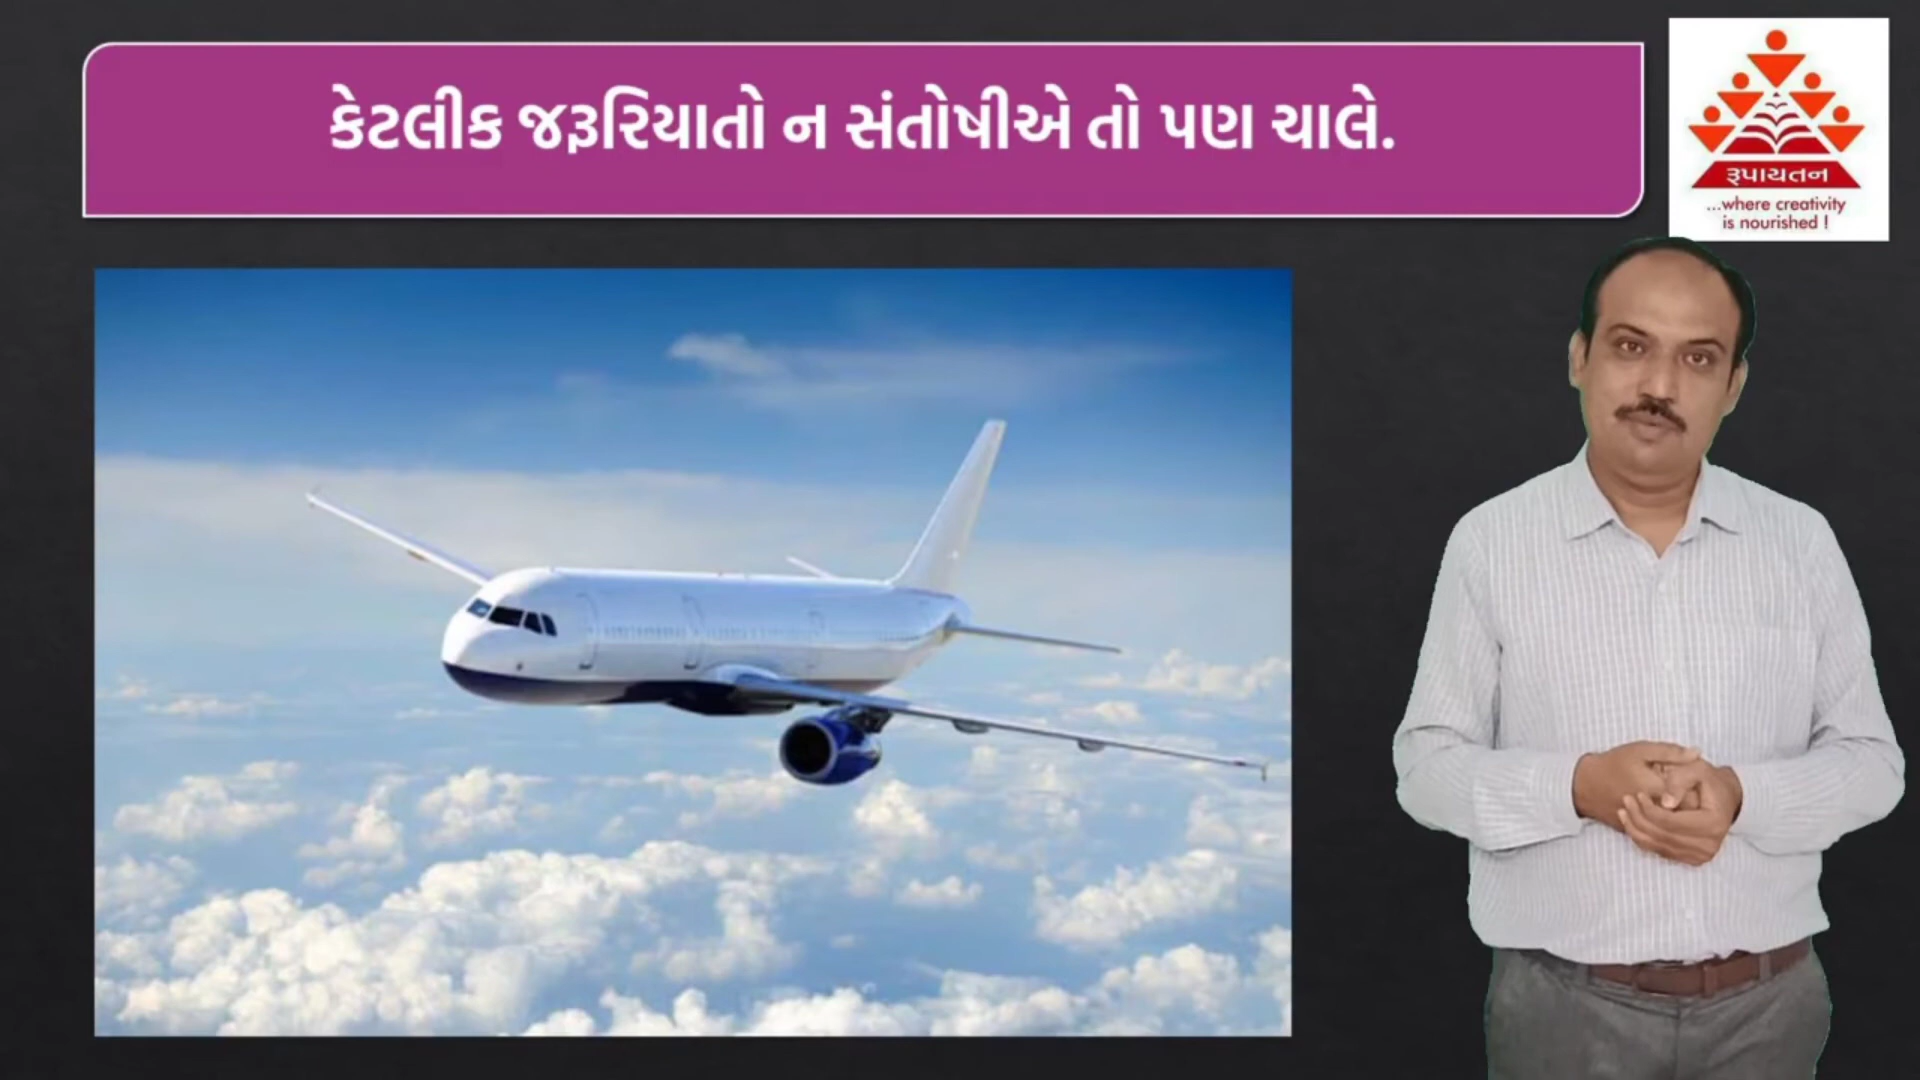 કેટલીક જરૂરિયાતો ન સંતોષીએ તો પણ ચાલે.
રૂપાયતન
...where creativity
is nourished !